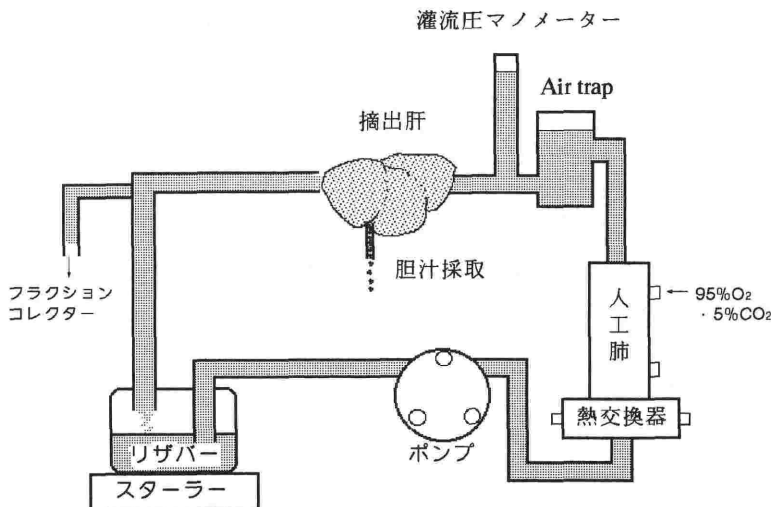 灌流圧マノメーター
Air trap
摘出肝
胆汁採取
フラクション
コレクター
人工肺
95%O₂
・5%CO₂
熱交換器
ポンプ
リザバー
スターラー